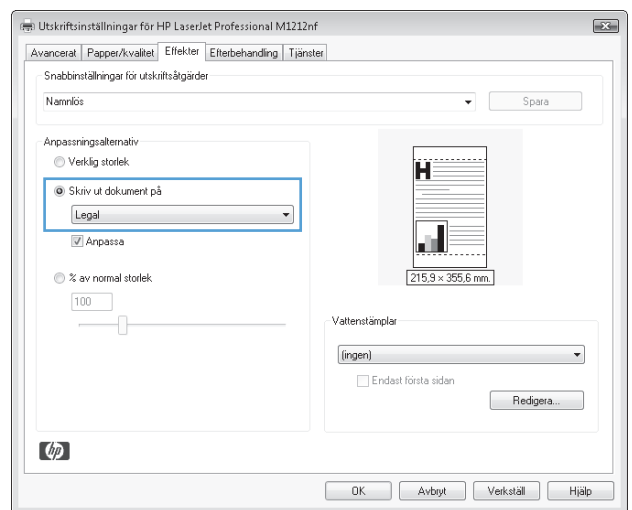 Utskriftsinställningar för HP LaserJet Professional M1212nf
Avancerat Papper/kvalitet Effekter Efterbehandling Tjänster
Snabbinställningar för utskriftsåtgärder
Namnlös Spara
Anpassningsalternativ
Verklig storlek
Skriv ut dokument på
Legal
Anpassa
% av normal storlek
100
H
215,9 × 355,6 mm.
Vattenstämplar
(ingen)
Endast första sidan
Redigera...
hp
OK Avbryt Verkställ Hjälp